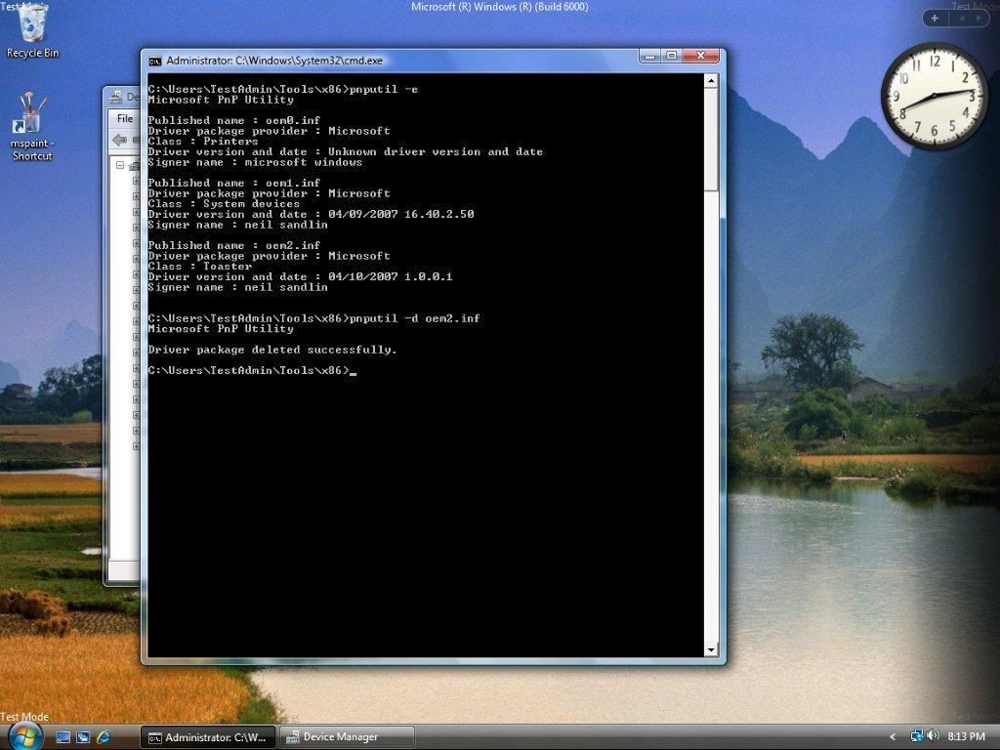 Test Mode
Microsoft (R) Windows (R) (Build 6000)
Test Mode
Recycle Bin
mspaint -
Shortcut
De
File
Administrator: C:\Windows\System32\cmd.exe
C:\Users\TestAdmin\Tools\x86>pnputil -e
Microsoft PnP Utility
Published name : oem0.inf
Driver package provider : Microsoft
Class : Printers
Driver version and date : Unknown driver version and date
Signer name : microsoft windows
Published name : oem1.inf
Driver package provider : Microsoft
Class : System devices
Driver version and date : 04/09/2007 16.40.2.50
Signer name : neil sandlin
Published name : oem2.inf
Driver package provider : Microsoft
Class : Toaster
Driver version and date : 04/10/2007 1.0.0.1
Signer name : neil sandlin
C:\Users\TestAdmin\Tools\x86>pnputil -d oem2.inf
Microsoft PnP Utility
Driver package deleted successfully.
C:\Users\TestAdmin\Tools\x86>_
12
1
2
3
4
5
6
7
8
9
10
11
Test Mode
Test Mode
Administrator: C:\W...
Device Manager
8:13 PM